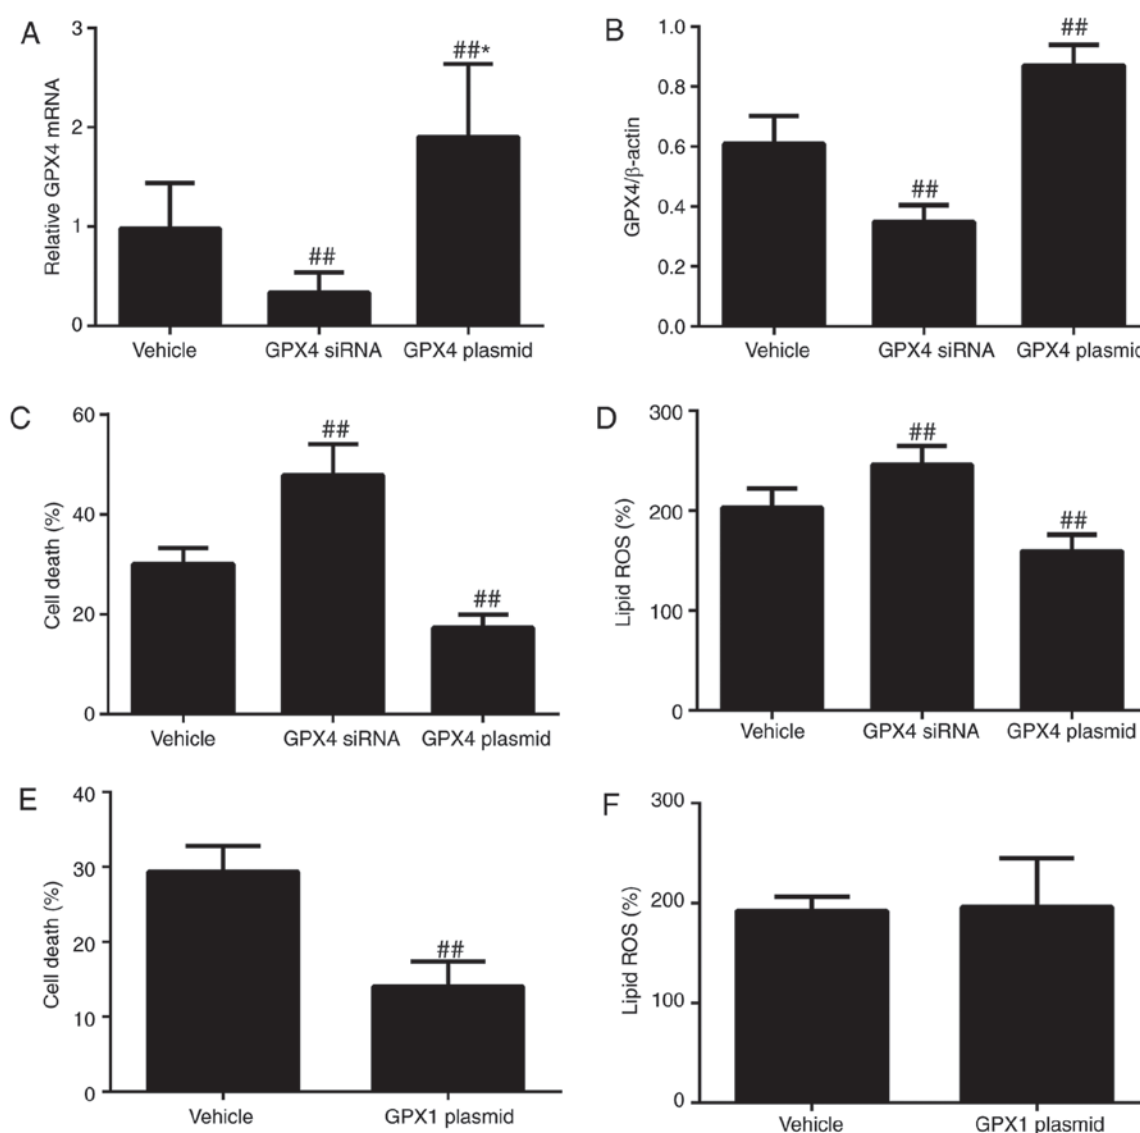 A
Relative GPX4 mRNA
3
2
1
0
##
##*
Vehicle
GPX4 siRNA
GPX4 plasmid
B
GPX4/β-actin
1.0
0.8
0.6
0.4
0.2
0.0
##
##
Vehicle
GPX4 siRNA
GPX4 plasmid
C
Cell death (%)
60
40
20
0
##
##
Vehicle
GPX4 siRNA
GPX4 plasmid
D
Lipid ROS (%)
300
200
100
0
##
##
Vehicle
GPX4 siRNA
GPX4 plasmid
E
Cell death (%)
40
30
20
10
0
##
Vehicle
GPX1 plasmid
F
Lipid ROS (%)
300
200
100
0
Vehicle
GPX1 plasmid